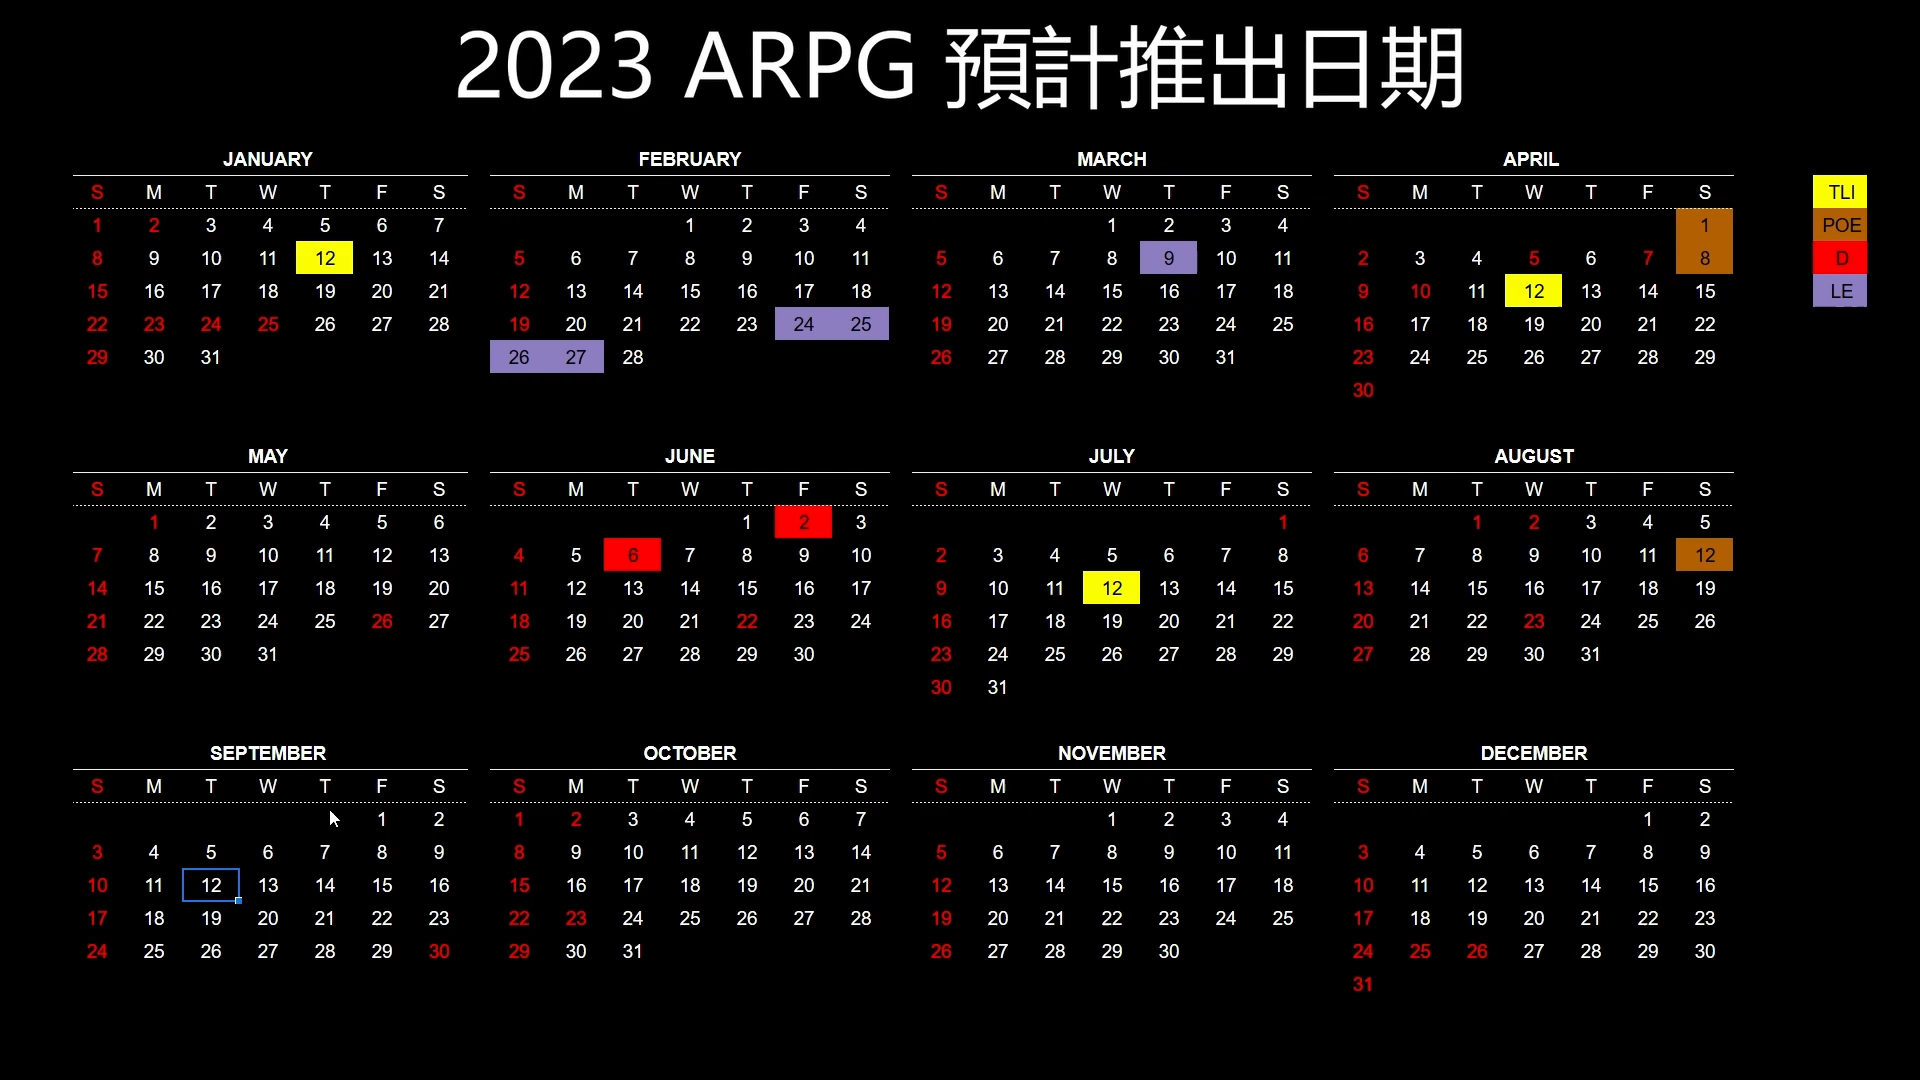 2023 ARPG 預計推出日期
JANUARY FEBRUARY MARCH APRIL
S M T W T F S S M T W T F S S M T W T F S S M T W T F S TLI
1 2 3 4 5 6 7 1 2 3 4 1 2 3 4 1 POE
8 9 10 11 12 13 14 5 6 7 8 9 10 11 5 6 7 8 9 10 11 2 3 4 5 6 7 8 D
15 16 17 18 19 20 21 12 13 14 15 16 17 18 12 13 14 15 16 17 18 9 10 11 12 13 14 15 LE
22 23 24 25 26 27 28 19 20 21 22 23 24 25 19 20 21 22 23 24 25 16 17 18 19 20 21 22
29 30 31 26 27 28 26 27 28 29 30 31 23 24 25 26 27 28 29
30
MAY JUNE JULY AUGUST
S M T W T F S S M T W T F S S M T W T F S S M T W T F S
1 2 3 4 5 6 1 2 3 1 1 2 3 4 5
7 8 9 10 11 12 13 4 5 6 7 8 9 10 2 3 4 5 6 7 8 6 7 8 9 10 11 12
14 15 16 17 18 19 20 11 12 13 14 15 16 17 9 10 11 12 13 14 15 13 14 15 16 17 18 19
21 22 23 24 25 26 27 18 19 20 21 22 23 24 16 17 18 19 20 21 22 20 21 22 23 24 25 26
28 29 30 31 25 26 27 28 29 30 23 24 25 26 27 28 29 27 28 29 30 31
30 31
SEPTEMBER OCTOBER NOVEMBER DECEMBER
S M T W T F S S M T W T F S S M T W T F S S M T W T F S
1 2 1 2 3 4 5 6 7 1 2 3 4 1 2
3 4 5 6 7 8 9 8 9 10 11 12 13 14 5 6 7 8 9 10 11 3 4 5 6 7 8 9
10 11 12 13 14 15 16 15 16 17 18 19 20 21 12 13 14 15 16 17 18 10 11 12 13 14 15 16
17 18 19 20 21 22 23 22 23 24 25 26 27 28 19 20 21 22 23 24 25 17 18 19 20 21 22 23
24 25 26 27 28 29 30 29 30 31 26 27 28 29 30 24 25 26 27 28 29 30
31